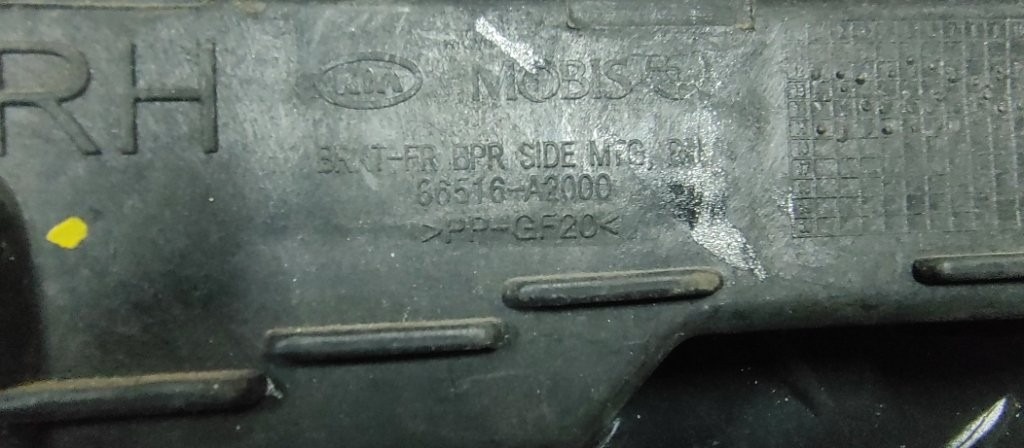 RH
KIA MOBIS
BRKT-FR BPR SIDE MTG, RH
86516-A2000
>PP-GF20<